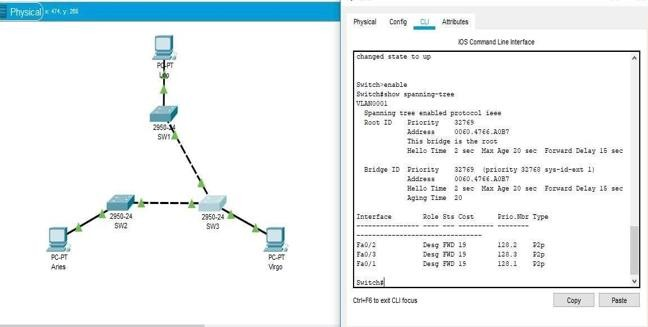 Physical x: 474, y: 266
PC-PT
Leo
2950-24
SW1
2950-24
SW2
2950-24
SW3
PC-PT
Aries
PC-PT
Virgo
Physical Config CLI Attributes
IOS Command Line Interface
changed state to up
Switch>enable
Switch#show spanning-tree
VLAN0001
Spanning tree enabled protocol ieee
Root ID Priority 32769
Address 0060.4766.A0B7
This bridge is the root
Hello Time 2 sec Max Age 20 sec Forward Delay 15 sec
Bridge ID Priority 32769 (priority 32768 sys-id-ext 1)
Address 0060.4766.A0B7
Hello Time 2 sec Max Age 20 sec Forward Delay 15 sec
Aging Time 20
Interface Role Sts Cost Prio.Nbr Type
---------------- ---- --- --------- -------- --------------------------------
Fa0/2 Desg FWD 19 128.2 P2p
Fa0/3 Desg FWD 19 128.3 P2p
Fa0/1 Desg FWD 19 128.1 P2p
Switch#
Ctrl+F6 to exit CLI focus
Copy Paste